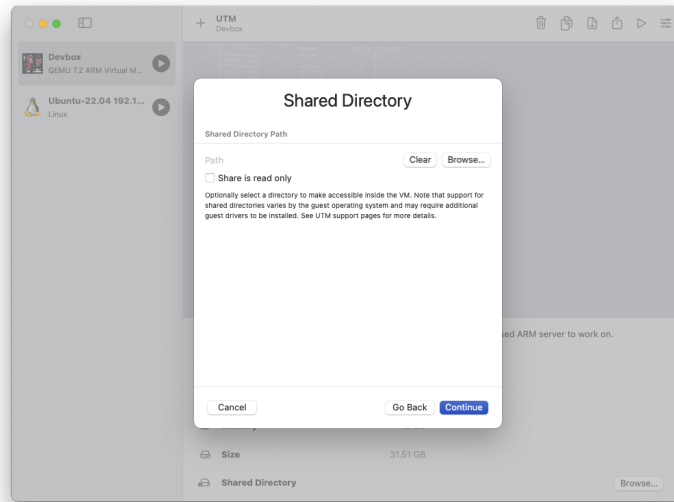 UTM
Devbox
Devbox
QEMU 7.2 ARM Virtual M...
Ubuntu-22.04 192.1...
Linux
Shared Directory
Shared Directory Path
Path
Clear
Browse...
Share is read only
Optionally select a directory to make accessible inside the VM. Note that support for
shared directories varies by the guest operating system and may require additional
guest drivers to be installed. See UTM support pages for more details.
ARM server to work on.
Cancel
Go Back
Continue
Size
31.51 GB
Shared Directory
Browse...